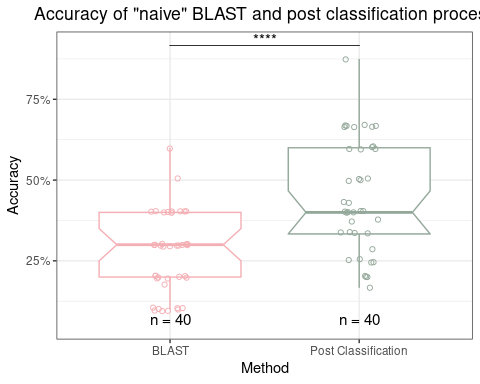 Accuracy of "naive" BLAST and post classification proces
****
75%
50%
25%
Accuracy
n = 40
n = 40
BLAST
Post Classification
Method